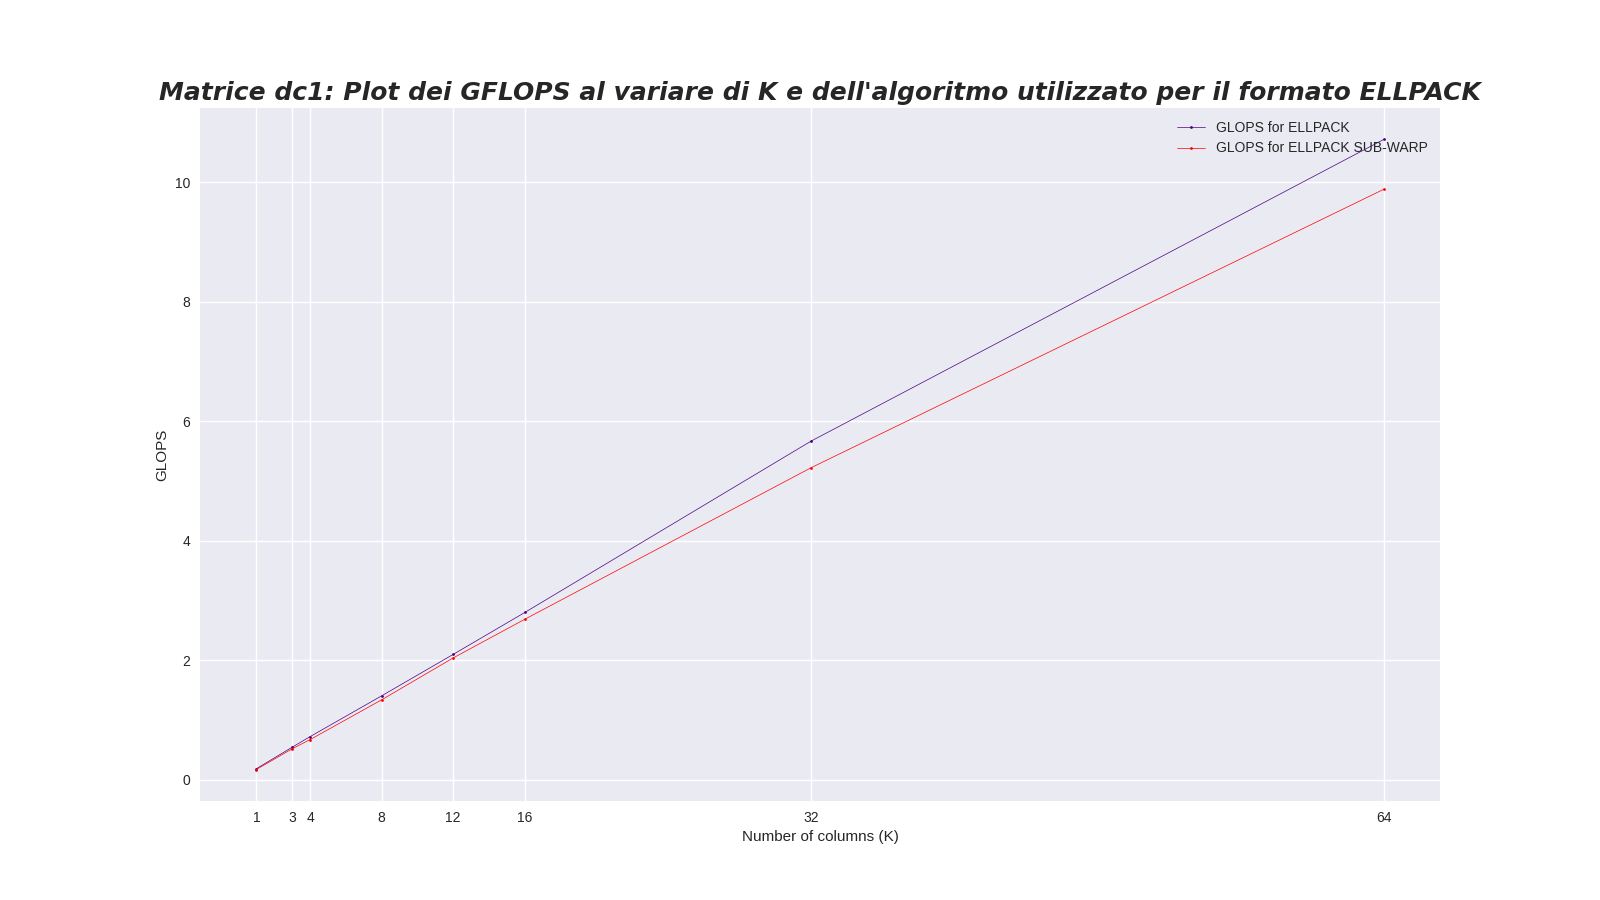 Matrice dc1: Plot dei GFLOPS al variare di K e dell'algoritmo utilizzato per il formato ELLPACK
GLOPS for ELLPACK
GLOPS for ELLPACK SUB-WARP
10
8
6
4
2
0
GLOPS
1 3 4 8 12 16 32 64
Number of columns (K)